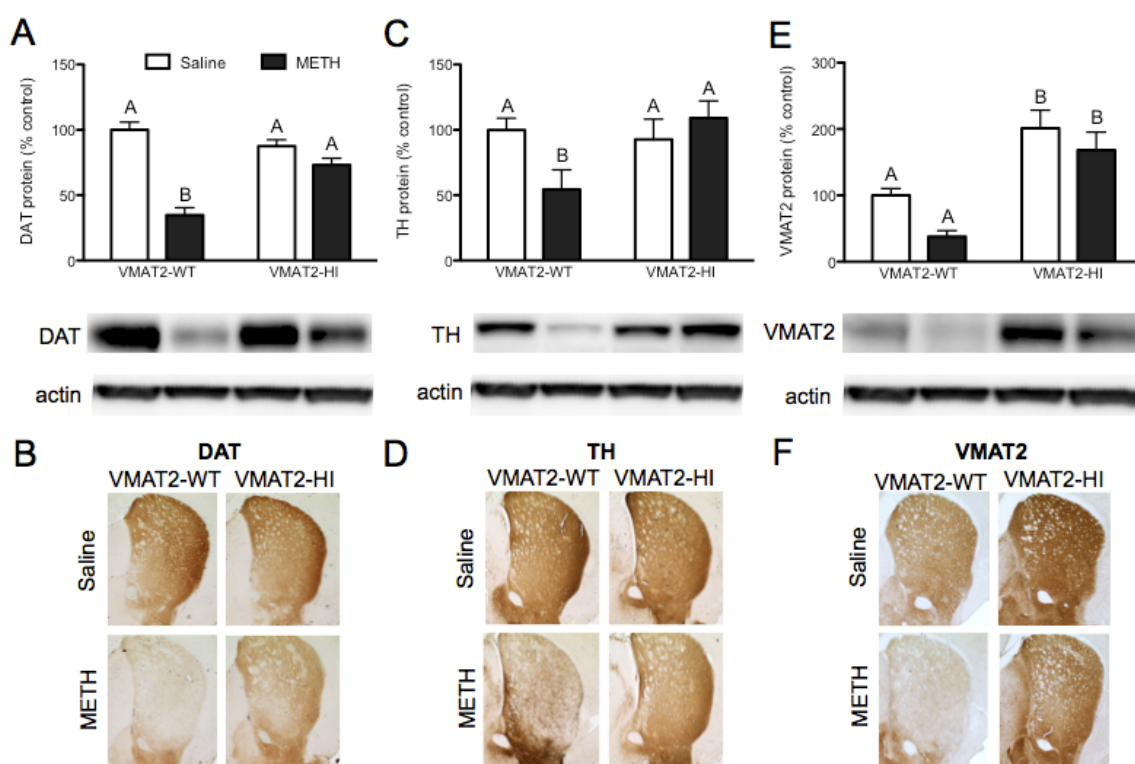 A
150
100
50
0
DAT protein (% control)
Saline
METH
A
B
A
A
VMAT2-WT
VMAT2-HI
DAT
actin
C
150
100
50
0
TH protein (% control)
A
B
A
A
VMAT2-WT
VMAT2-HI
TH
actin
E
300
200
100
0
VMAT2 protein (% control)
A
A
B
B
VMAT2-WT
VMAT2-HI
VMAT2
actin
B
DAT
VMAT2-WT VMAT2-HI
Saline
METH
D
TH
VMAT2-WT VMAT2-HI
Saline
METH
F
VMAT2
VMAT2-WT VMAT2-HI
Saline
METH